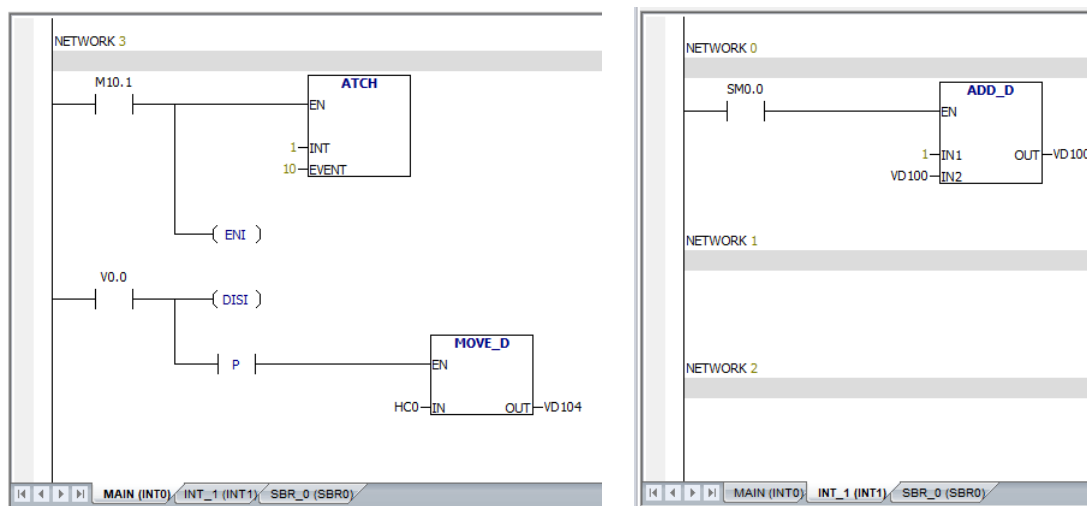 NETWORK 3
M10.1
ATCH
EN
1 INT
10 EVENT
ENI
V0.0
DISI
P
MOVE_D
EN
HC0 IN OUT VD104
MAIN (INT0) INT_1 (INT1) SBR_0 (SBR0)
NETWORK 0
SM0.0
ADD_D
EN
1 IN1 OUT VD100
VD100 IN2
NETWORK 1
NETWORK 2
MAIN (INT0) INT_1 (INT1) SBR_0 (SBR0)